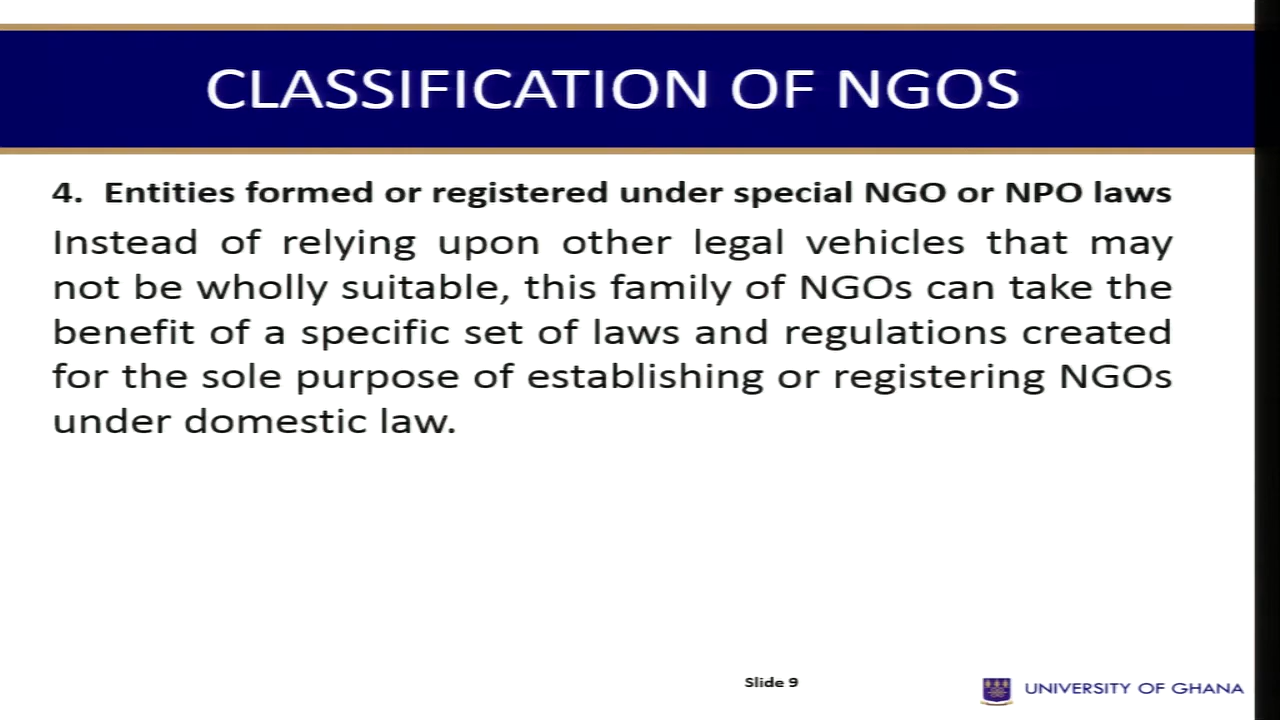 CLASSIFICATION OF NGOS
4. Entities formed or registered under special NGO or NPO laws
Instead of relying upon other legal vehicles that may
not be wholly suitable, this family of NGOs can take the
benefit of a specific set of laws and regulations created
for the sole purpose of establishing or registering NGOs
under domestic law.
Slide 9
UNIVERSITY OF GHANA